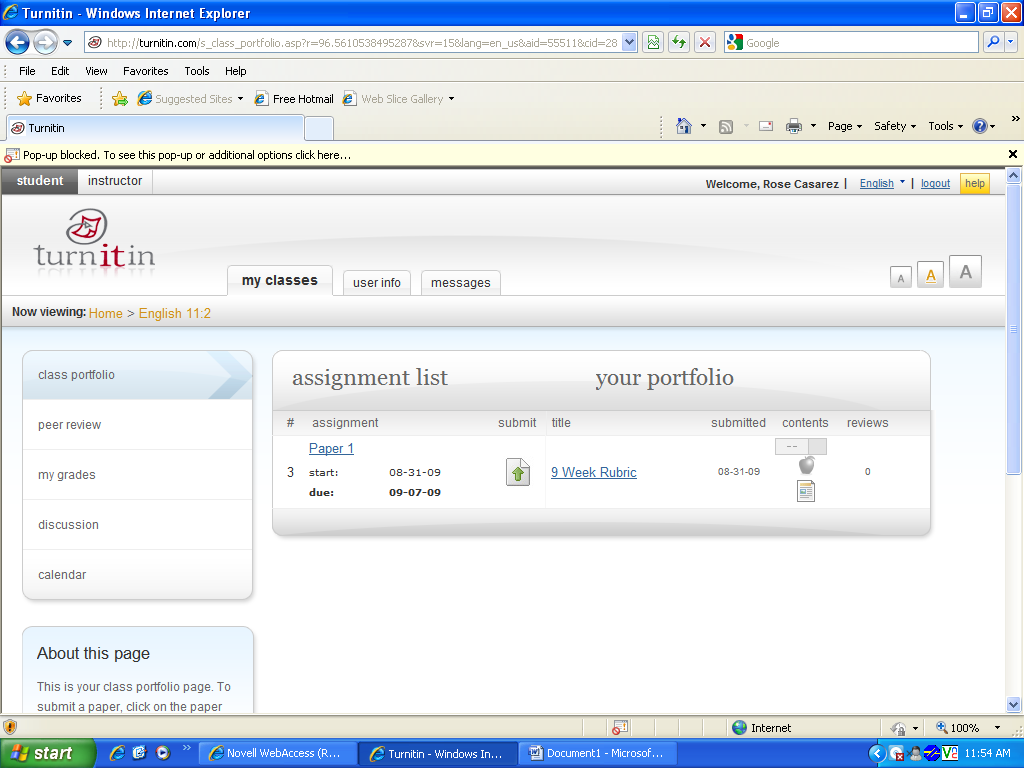 Turnitin - Windows Internet Explorer
http://turnitin.com/s_class_portfolio.asp?r=96.5610538495287&svr=15&lang=en_us&aid=55511&cid=28
Google
File Edit View Favorites Tools Help
Favorites Suggested Sites Free Hotmail Web Slice Gallery
Turnitin
Page Safety Tools
Pop-up blocked. To see this pop-up or additional options click here...
student instructor
Welcome, Rose Casarez | English | logout help
turnitin
my classes user info messages
A A A
Now viewing: Home > English 11:2
class portfolio
peer review
my grades
discussion
calendar
assignment list your portfolio
# assignment submit title submitted contents reviews
Paper 1
--
3 start: 08-31-09 9 Week Rubric 08-31-09 0
due: 09-07-09
About this page
This is your class portfolio page. To
submit a paper, click on the paper
Internet 100%
start Novell WebAccess (R... Turnitin - Windows In... Document1 - Microsof... 11:54 AM